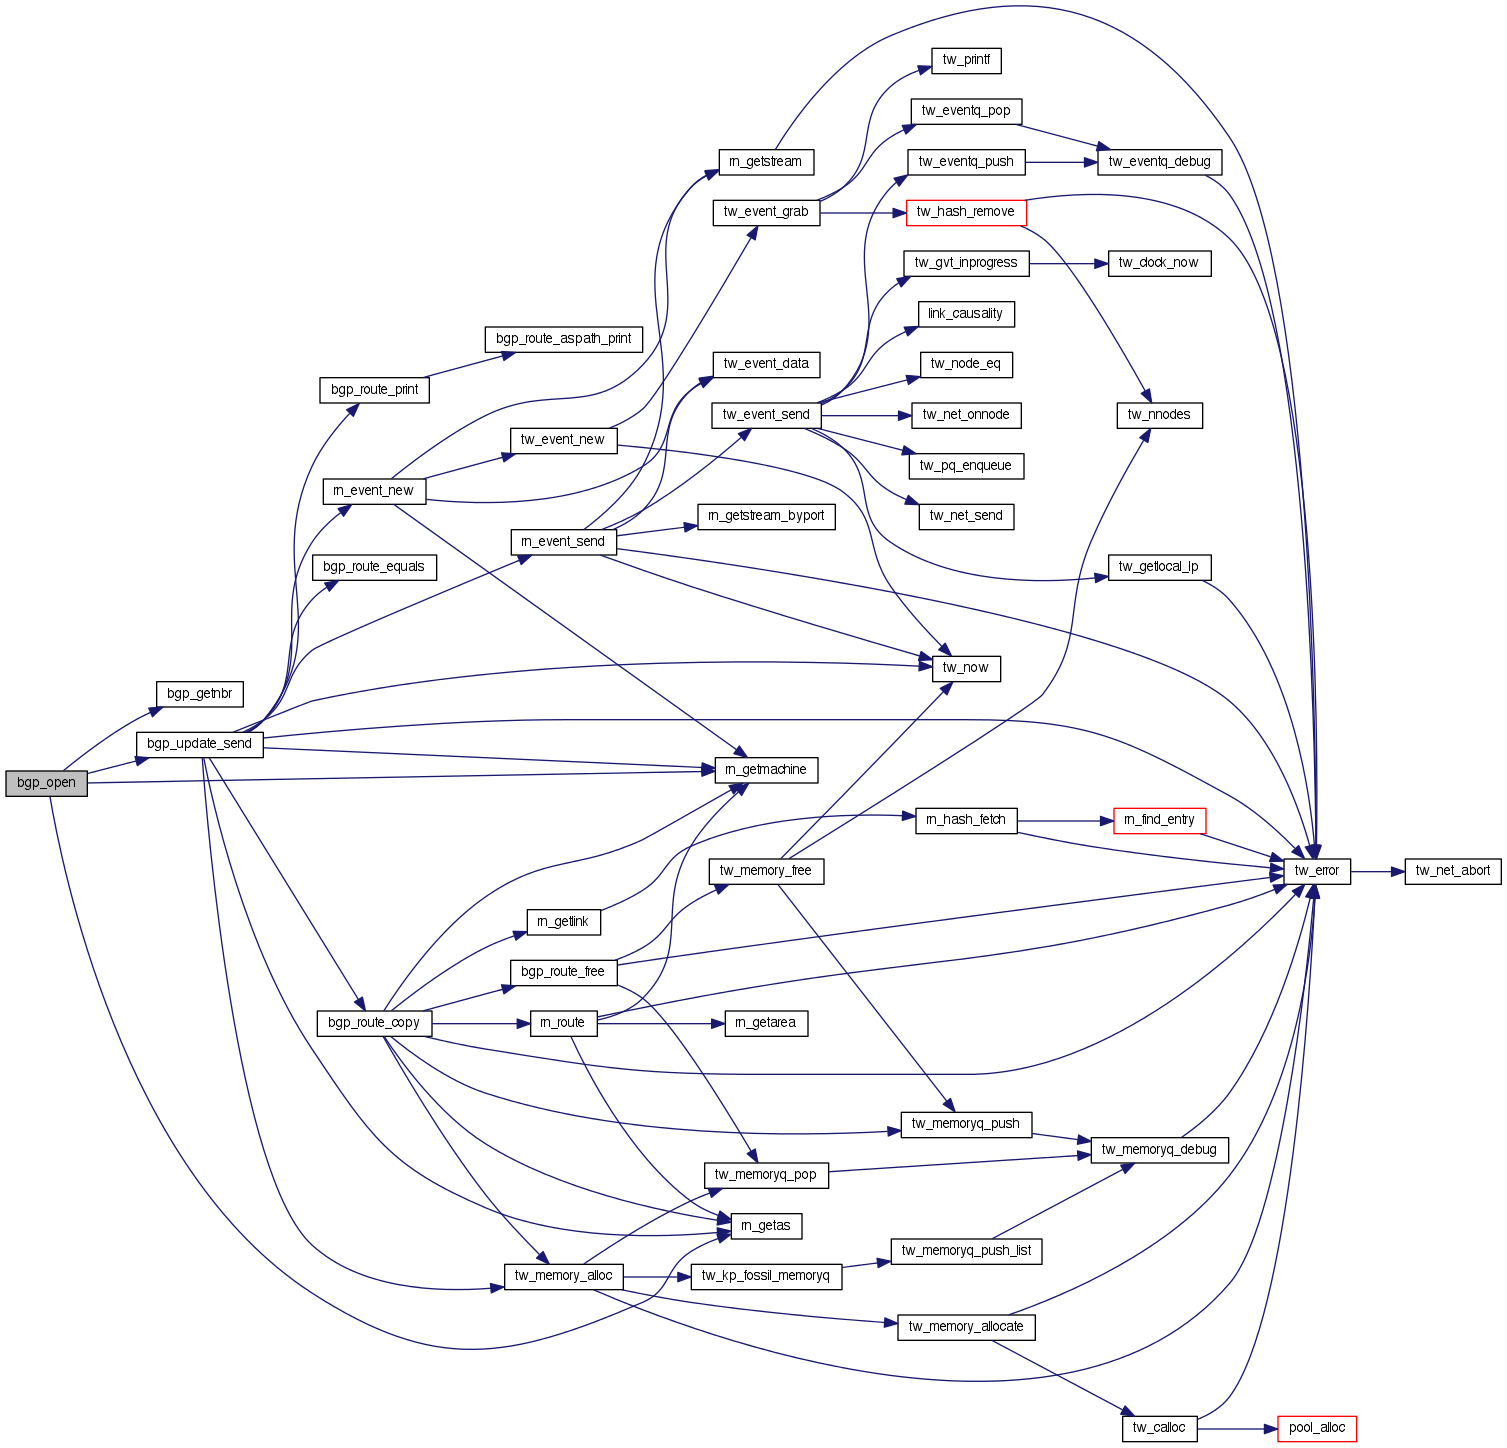 tw_printf
tw_eventq_pop
rn_getstream
tw_eventq_push
tw_eventq_debug
tw_event_grab
tw_hash_remove
tw_gvt_inprogress
tw_clock_now
link_causality
bgp_route_aspath_print
tw_event_data
tw_node_eq
bgp_route_print
tw_event_send
tw_net_onnode
tw_nnodes
tw_event_new
tw_pq_enqueue
rn_event_new
rn_getstream_byport
tw_net_send
rn_event_send
bgp_route_equals
tw_getlocal_lp
tw_now
bgp_getnbr
bgp_update_send
rn_getmachine
bgp_open
rn_hash_fetch
rn_find_entry
tw_memory_free
tw_error
tw_net_abort
rn_getlink
bgp_route_free
bgp_route_copy
rn_route
rn_getarea
tw_memoryq_push
tw_memoryq_debug
tw_memoryq_pop
rn_getas
tw_memoryq_push_list
tw_memory_alloc
tw_kp_fossil_memoryq
tw_memory_allocate
tw_calloc
pool_alloc